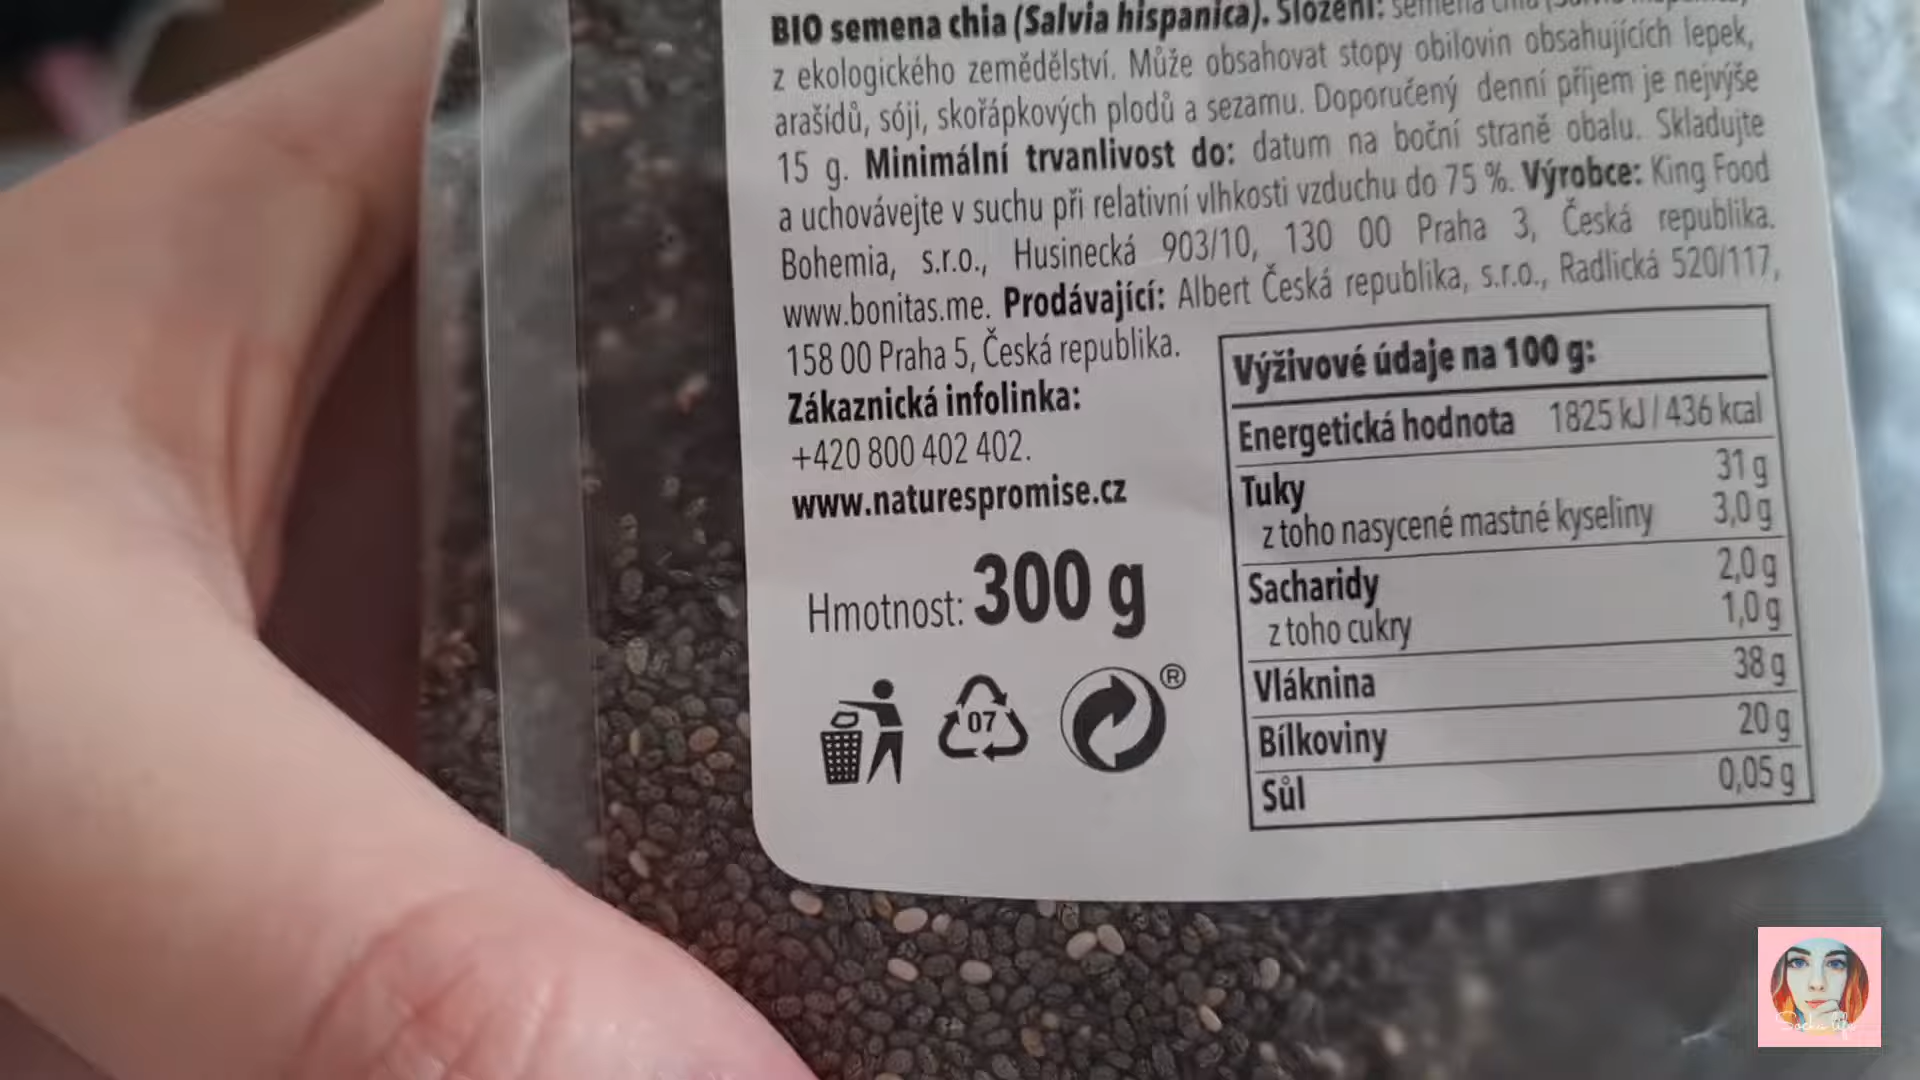 BIO semena chia (Salvia hispanica). Složení: semena chia
z ekologického zemědělství. Může obsahovat stopy obilovin obsahujících lepek,
arašídů, sóji, skořápkových plodů a sezamu. Doporučený denní příjem je nejvýše
15 g. Minimální trvanlivost do: datum na boční straně obalu. Skladujte
a uchovávejte v suchu při relativní vlhkosti vzduchu do 75 %. Výrobce: King Food
Bohemia, s.r.o., Husinecká 903/10, 130 00 Praha 3, Česká republika.
www.bonitas.me. Prodávající: Albert Česká republika, s.r.o., Radlická 520/117,
158 00 Praha 5, Česká republika.
Zákaznická infolinka:
+420 800 402 402.
www.naturespromise.cz
Hmotnost: 300 g
07
®
Výživové údaje na 100 g:
Energetická hodnota 1825 kJ / 436 kcal
Tuky 31 g
z toho nasycené mastné kyseliny 3,0 g
Sacharidy 2,0 g
z toho cukry 1,0 g
Vláknina 38 g
Bílkoviny 20 g
Sůl 0,05 g